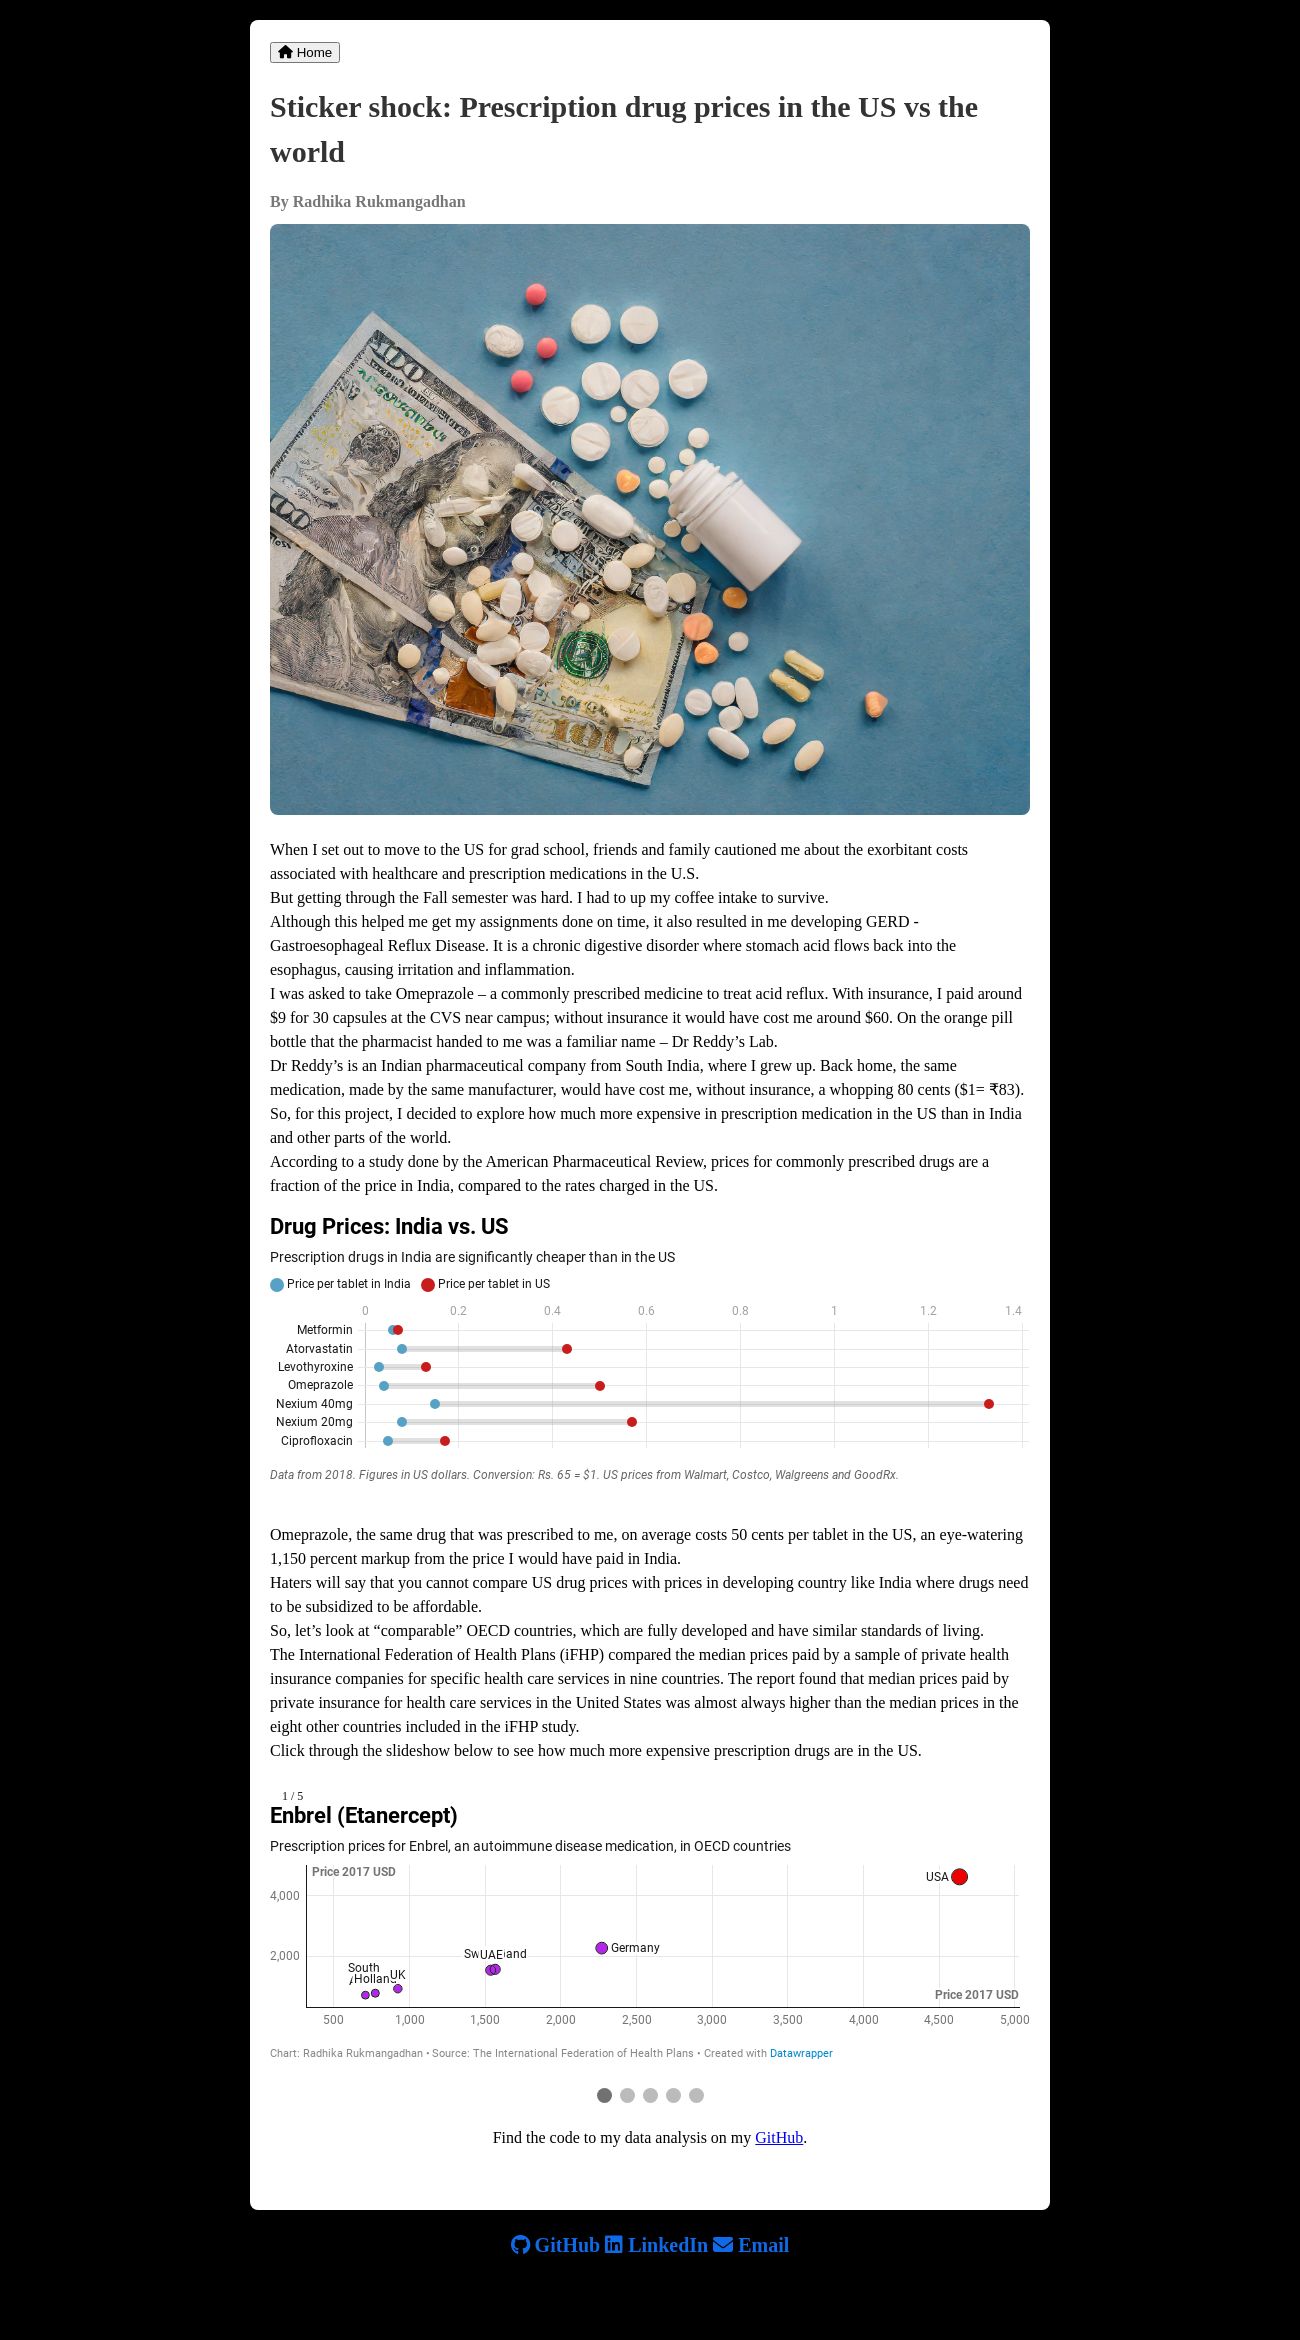 Home
Sticker shock: Prescription drug prices in the US vs the
world
By Radhika Rukmangadhan
100
100
100
When I set out to move to the US for grad school, friends and family cautioned me about the exorbitant costs
associated with healthcare and prescription medications in the U.S.
But getting through the Fall semester was hard. I had to up my coffee intake to survive.
Although this helped me get my assignments done on time, it also resulted in me developing GERD -
Gastroesophageal Reflux Disease. It is a chronic digestive disorder where stomach acid flows back into the
esophagus, causing irritation and inflammation.
I was asked to take Omeprazole – a commonly prescribed medicine to treat acid reflux. With insurance, I paid around
$9 for 30 capsules at the CVS near campus; without insurance it would have cost me around $60. On the orange pill
bottle that the pharmacist handed to me was a familiar name – Dr Reddy’s Lab.
Dr Reddy’s is an Indian pharmaceutical company from South India, where I grew up. Back home, the same
medication, made by the same manufacturer, would have cost me, without insurance, a whopping 80 cents ($1= ₹83).
So, for this project, I decided to explore how much more expensive in prescription medication in the US than in India
and other parts of the world.
According to a study done by the American Pharmaceutical Review, prices for commonly prescribed drugs are a
fraction of the price in India, compared to the rates charged in the US.
Drug Prices: India vs. US
Prescription drugs in India are significantly cheaper than in the US
Price per tablet in India Price per tablet in US
0 0.2 0.4 0.6 0.8 1 1.2 1.4
Metformin
Atorvastatin
Levothyroxine
Omeprazole
Nexium 40mg
Nexium 20mg
Ciprofloxacin
Data from 2018. Figures in US dollars. Conversion: Rs. 65 = $1. US prices from Walmart, Costco, Walgreens and GoodRx.
Omeprazole, the same drug that was prescribed to me, on average costs 50 cents per tablet in the US, an eye-watering
1,150 percent markup from the price I would have paid in India.
Haters will say that you cannot compare US drug prices with prices in developing country like India where drugs need
to be subsidized to be affordable.
So, let’s look at “comparable” OECD countries, which are fully developed and have similar standards of living.
The International Federation of Health Plans (iFHP) compared the median prices paid by a sample of private health
insurance companies for specific health care services in nine countries. The report found that median prices paid by
private insurance for health care services in the United States was almost always higher than the median prices in the
eight other countries included in the iFHP study.
Click through the slideshow below to see how much more expensive prescription drugs are in the US.
1 / 5
Enbrel (Etanercept)
Prescription prices for Enbrel, an autoimmune disease medication, in OECD countries
Price 2017 USD
USA
4,000
Germany
UAE
2,000
South
Holland
UK
Price 2017 USD
500 1,000 1,500 2,000 2,500 3,000 3,500 4,000 4,500 5,000
Chart: Radhika Rukmangadhan • Source: The International Federation of Health Plans • Created with Datawrapper
Find the code to my data analysis on my GitHub.
GitHub LinkedIn Email